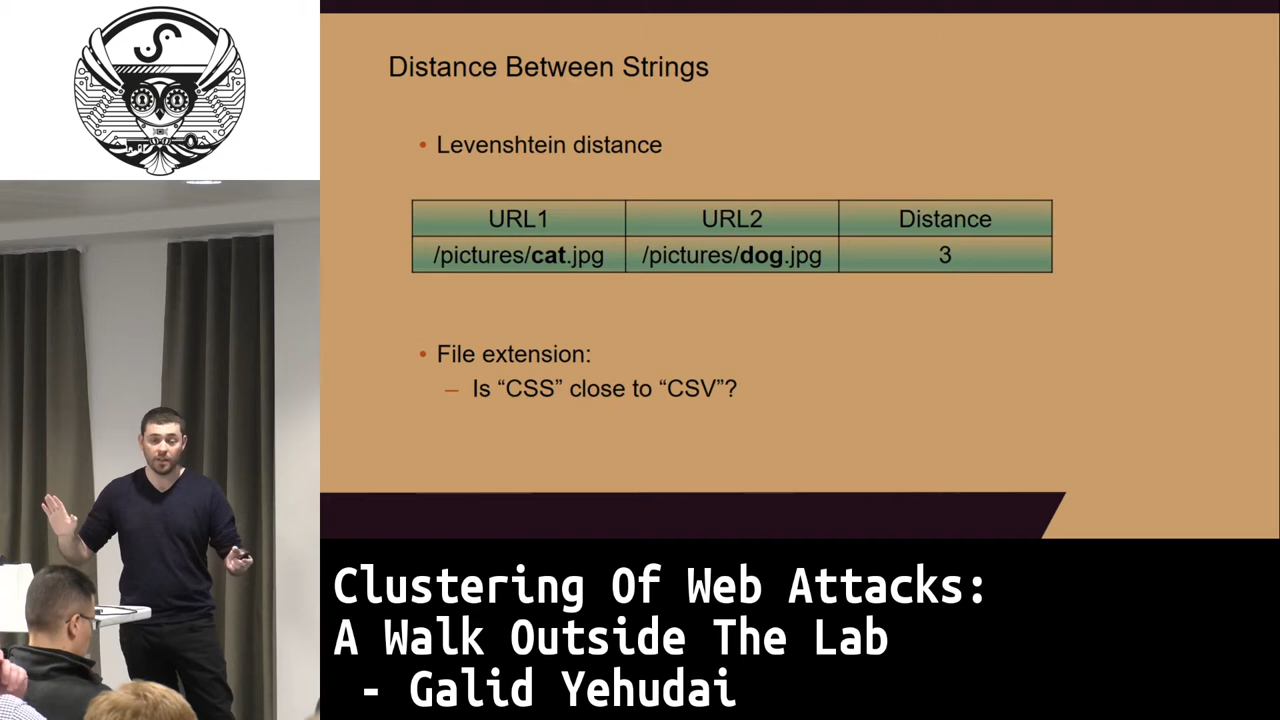 Distance Between Strings
• Levenshtein distance
URL1 URL2 Distance
/pictures/cat.jpg /pictures/dog.jpg 3
• File extension:
– Is “CSS” close to “CSV”?
Clustering Of Web Attacks:
A Walk Outside The Lab
- Galid Yehudai